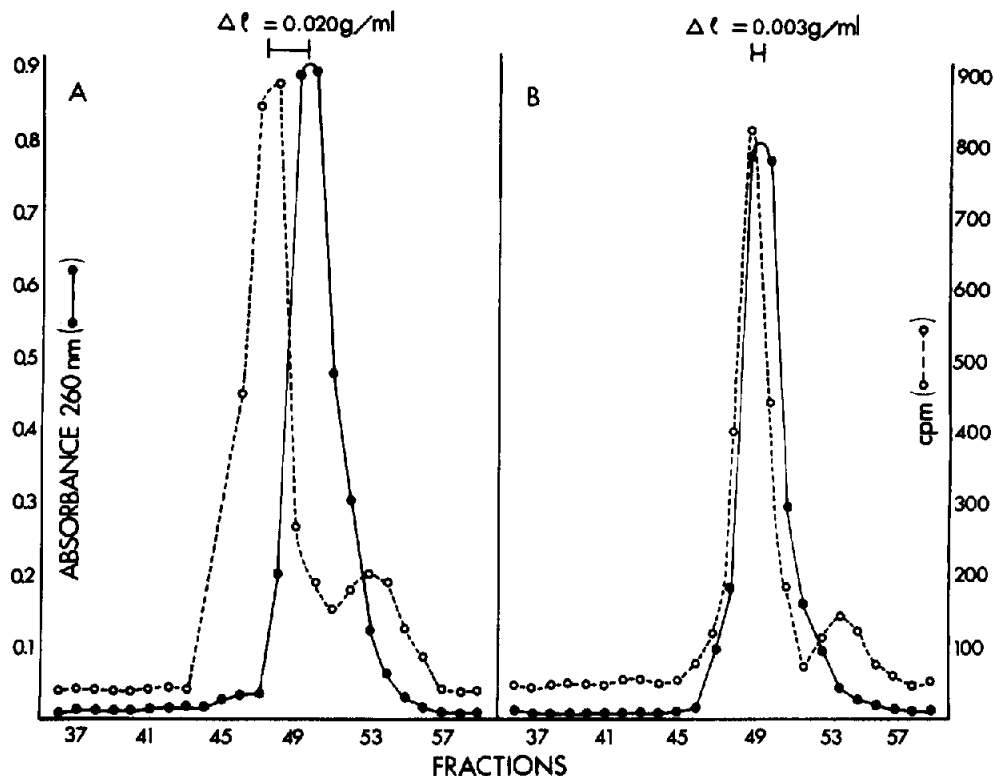 Δ ℓ = 0.020g/ml
Δ ℓ = 0.003g/ml
A
B
0.9
0.8
0.7
0.6
0.5
0.4
0.3
0.2
0.1
ABSORBANCE 260 nm ( )
900
800
700
600
500
400
300
200
100
cpm ( )
37 41 45 49 53 57
37 41 45 49 53 57
FRACTIONS